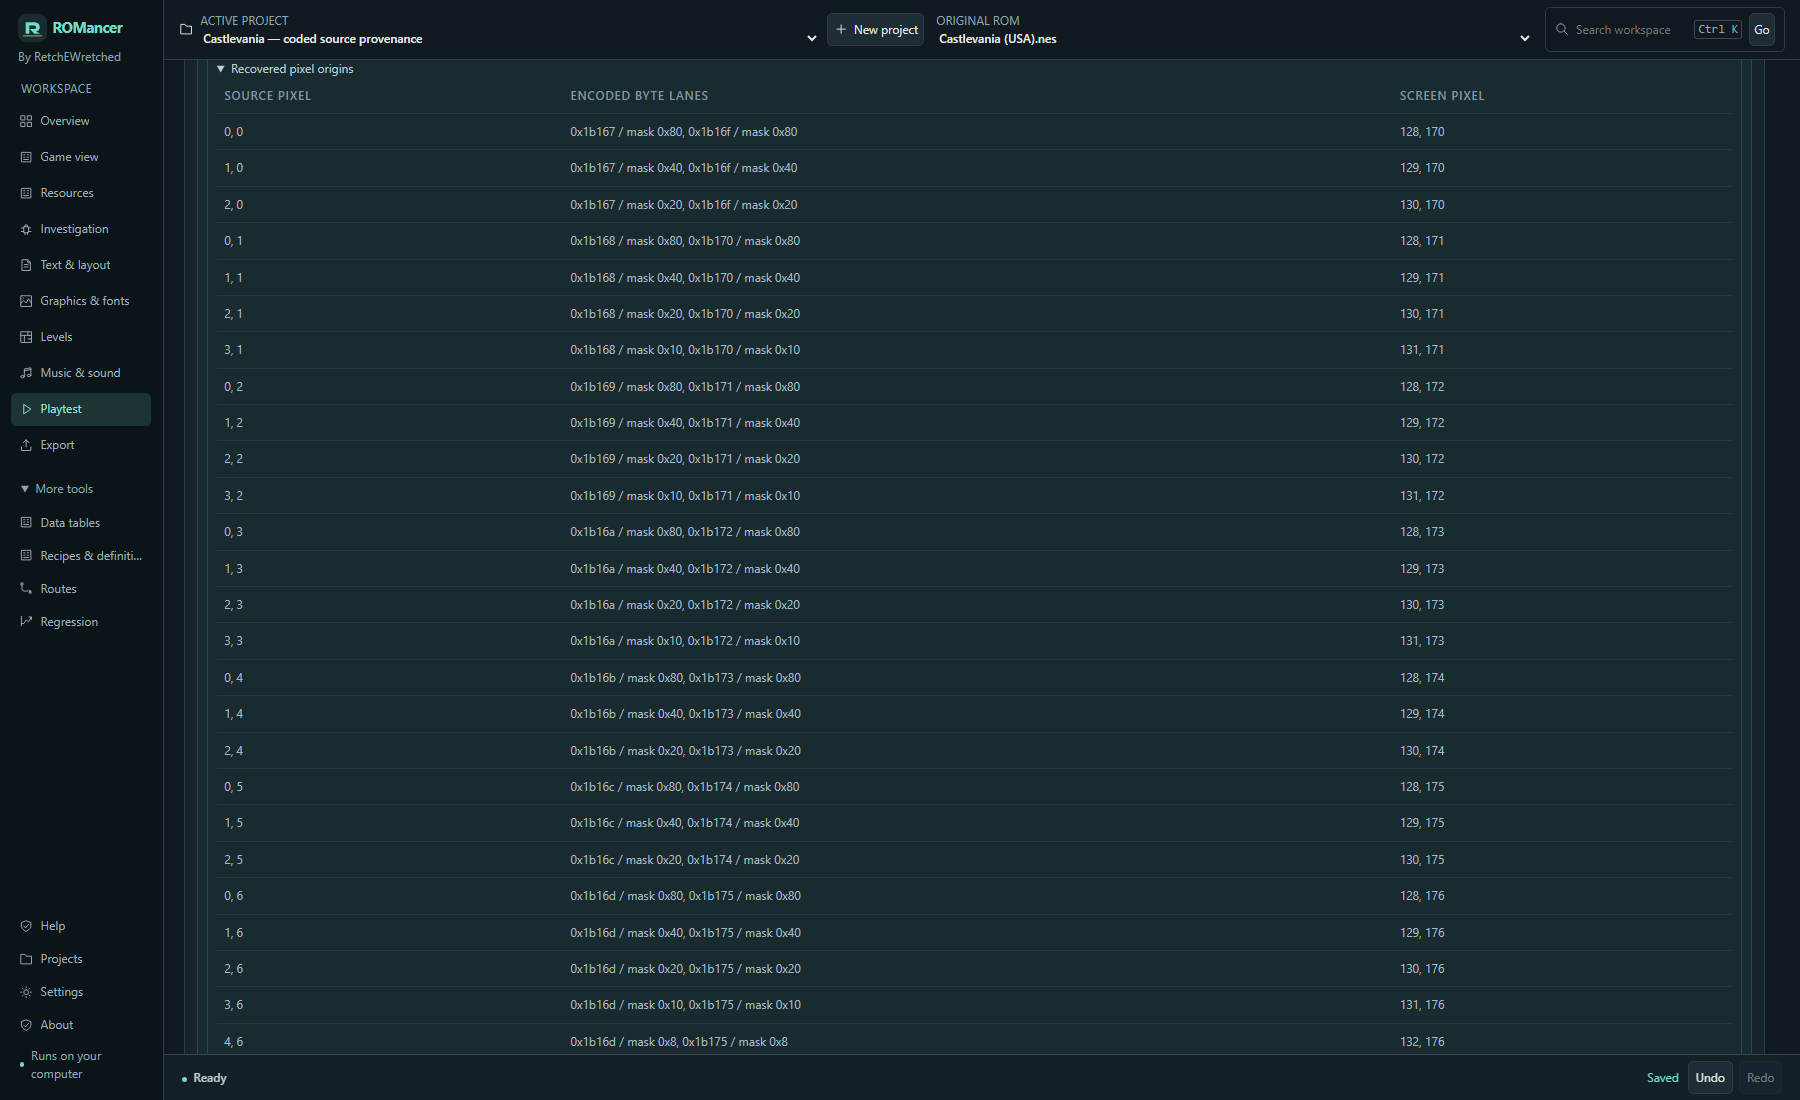 ROMancer
By RetchEWretched
WORKSPACE
Overview
Game view
Resources
Investigation
Text & layout
Graphics & fonts
Levels
Music & sound
Playtest
Export
More tools
Data tables
Recipes & definiti...
Routes
Regression
Help
Projects
Settings
About
Runs on your
computer
ACTIVE PROJECT
Castlevania — coded source provenance
New project
ORIGINAL ROM
Castlevania (USA).nes
Search workspace
Ctrl K
Go
Recovered pixel origins
SOURCE PIXEL ENCODED BYTE LANES SCREEN PIXEL
0, 0 0x1b167 / mask 0x80, 0x1b16f / mask 0x80 128, 170
1, 0 0x1b167 / mask 0x40, 0x1b16f / mask 0x40 129, 170
2, 0 0x1b167 / mask 0x20, 0x1b16f / mask 0x20 130, 170
0, 1 0x1b168 / mask 0x80, 0x1b170 / mask 0x80 128, 171
1, 1 0x1b168 / mask 0x40, 0x1b170 / mask 0x40 129, 171
2, 1 0x1b168 / mask 0x20, 0x1b170 / mask 0x20 130, 171
3, 1 0x1b168 / mask 0x10, 0x1b170 / mask 0x10 131, 171
0, 2 0x1b169 / mask 0x80, 0x1b171 / mask 0x80 128, 172
1, 2 0x1b169 / mask 0x40, 0x1b171 / mask 0x40 129, 172
2, 2 0x1b169 / mask 0x20, 0x1b171 / mask 0x20 130, 172
3, 2 0x1b169 / mask 0x10, 0x1b171 / mask 0x10 131, 172
0, 3 0x1b16a / mask 0x80, 0x1b172 / mask 0x80 128, 173
1, 3 0x1b16a / mask 0x40, 0x1b172 / mask 0x40 129, 173
2, 3 0x1b16a / mask 0x20, 0x1b172 / mask 0x20 130, 173
3, 3 0x1b16a / mask 0x10, 0x1b172 / mask 0x10 131, 173
0, 4 0x1b16b / mask 0x80, 0x1b173 / mask 0x80 128, 174
1, 4 0x1b16b / mask 0x40, 0x1b173 / mask 0x40 129, 174
2, 4 0x1b16b / mask 0x20, 0x1b173 / mask 0x20 130, 174
0, 5 0x1b16c / mask 0x80, 0x1b174 / mask 0x80 128, 175
1, 5 0x1b16c / mask 0x40, 0x1b174 / mask 0x40 129, 175
2, 5 0x1b16c / mask 0x20, 0x1b174 / mask 0x20 130, 175
0, 6 0x1b16d / mask 0x80, 0x1b175 / mask 0x80 128, 176
1, 6 0x1b16d / mask 0x40, 0x1b175 / mask 0x40 129, 176
2, 6 0x1b16d / mask 0x20, 0x1b175 / mask 0x20 130, 176
3, 6 0x1b16d / mask 0x10, 0x1b175 / mask 0x10 131, 176
4, 6 0x1b16d / mask 0x8, 0x1b175 / mask 0x8 132, 176
Ready
Saved
Undo
Redo